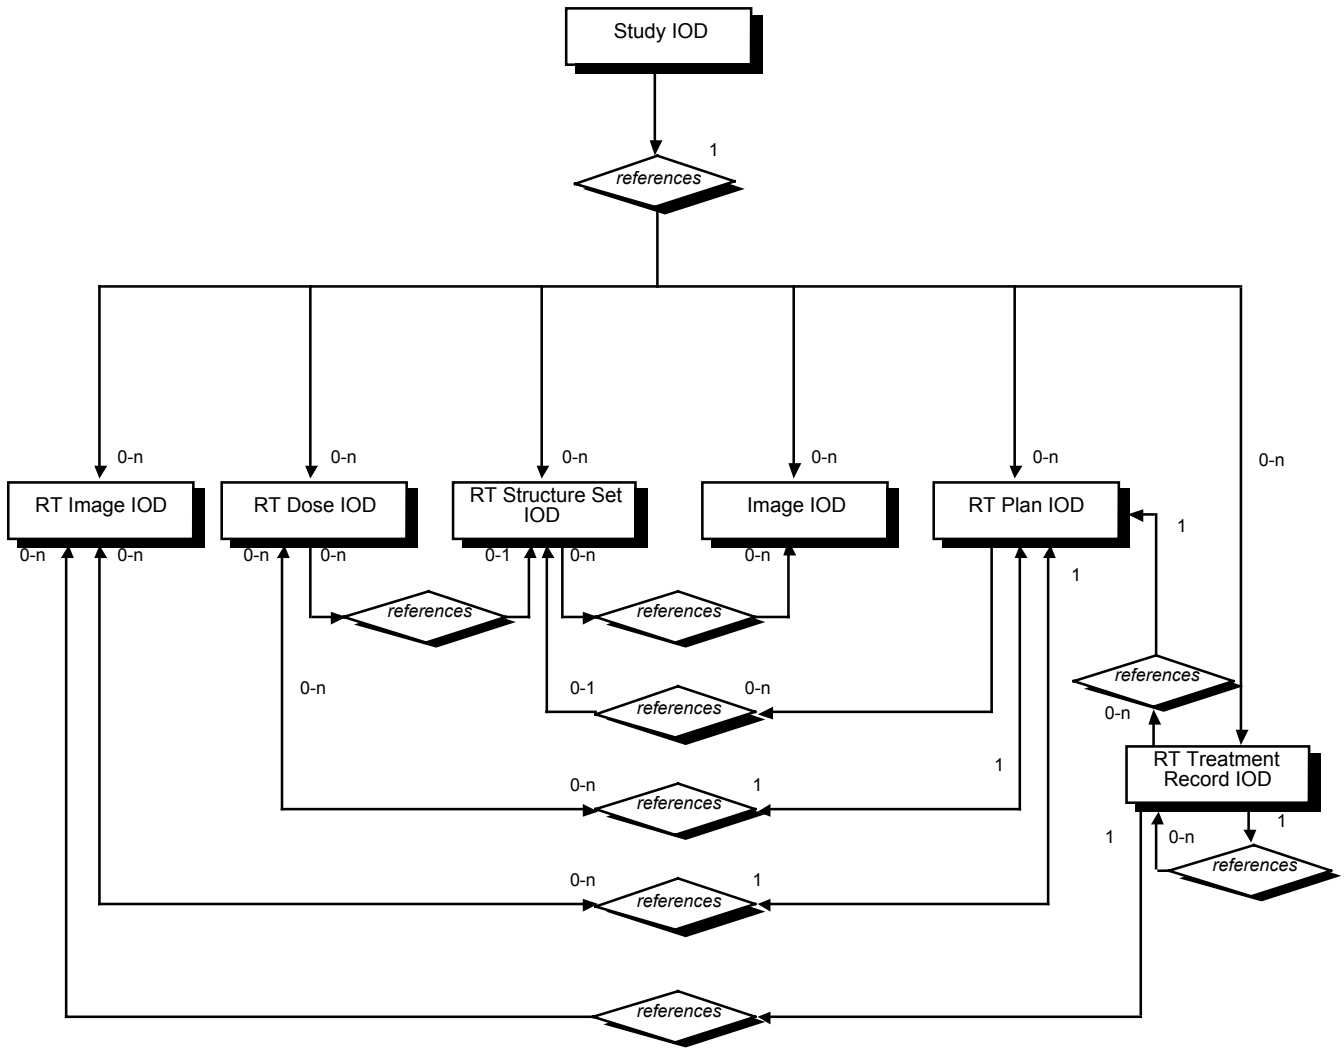 Study IOD
1
references
0-n
0-n
0-n
0-n
0-n
0-n
RT Image IOD
RT Dose IOD
RT Structure Set
IOD
Image IOD
RT Plan IOD
1
0-n
0-n
0-n
0-n
0-1
0-n
0-n
1
references
references
references
0-n
0-1
references
0-n
0-n
RT Treatment
Record IOD
1
0-n
1
references
1
0-n
1
references
0-n
1
references
references